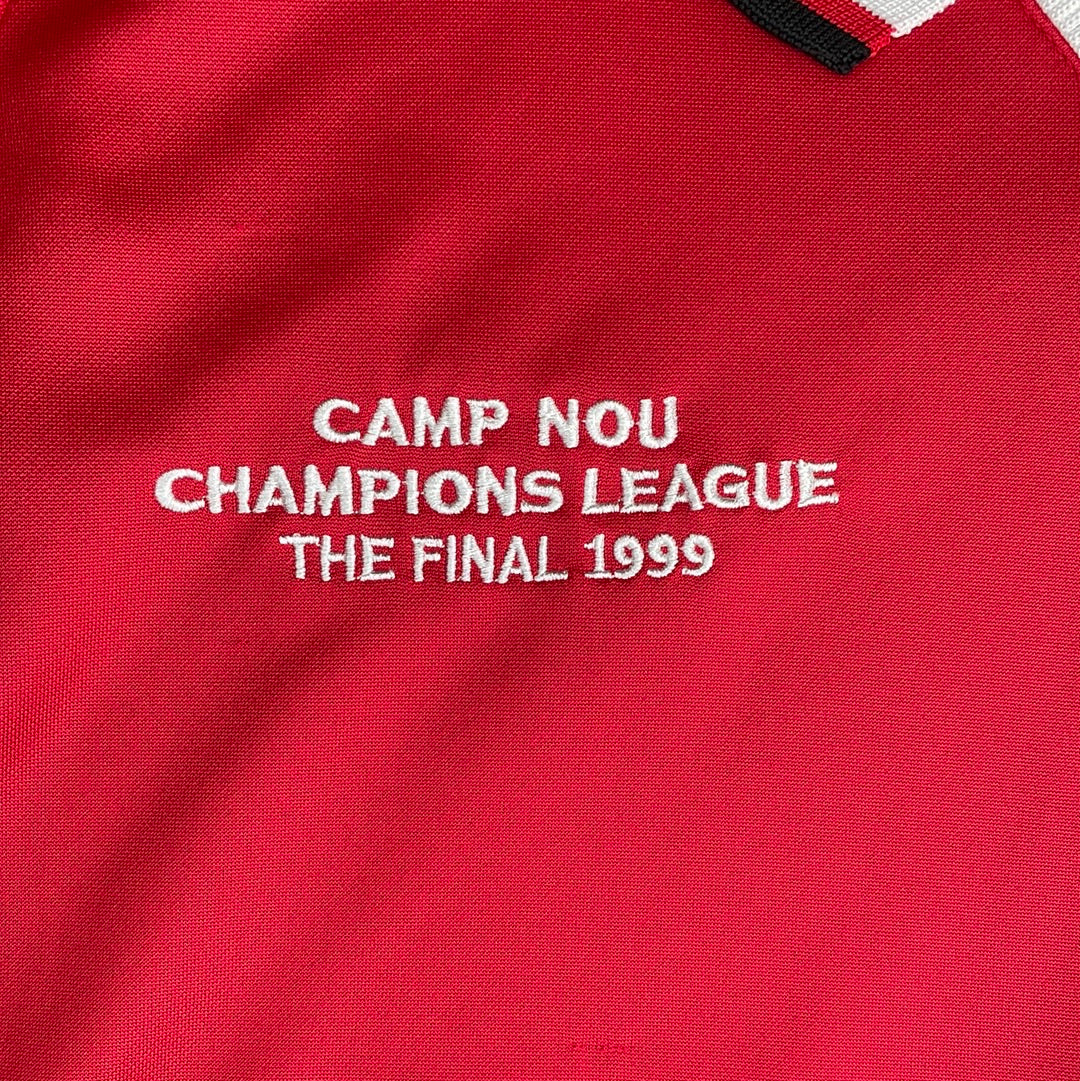 CAMP NOU
CHAMPIONS LEAGUE
THE FINAL 1999